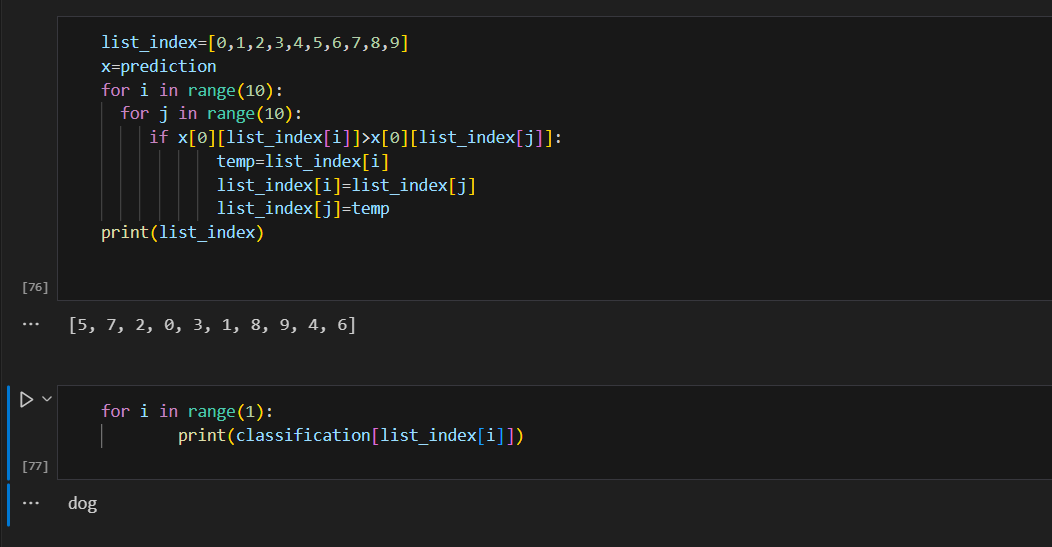 list_index=[0,1,2,3,4,5,6,7,8,9]
x=prediction
for i in range(10):
  for j in range(10):
     if x[0][list_index[i]]>x[0][list_index[j]]:
            temp=list_index[i]
            list_index[i]=list_index[j]
            list_index[j]=temp
print(list_index)
[76]
... [5, 7, 2, 0, 3, 1, 8, 9, 4, 6]
for i in range(1):
        print(classification[list_index[i]])
[77]
... dog